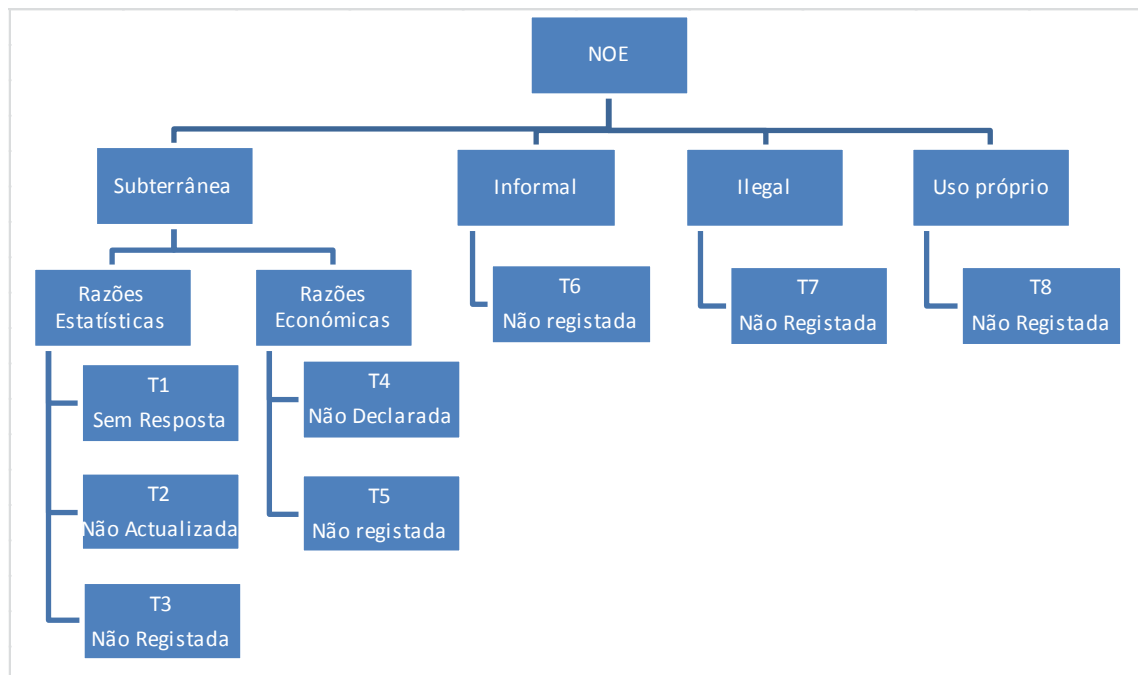 NOE
Subterrânea
Informal
Ilegal
Uso próprio
Razões
Estatísticas
Razões
Económicas
T6
Não registada
T7
Não Registada
T8
Não Registada
T1
Sem Resposta
T4
Não Declarada
T2
Não Actualizada
T5
Não registada
T3
Não Registada